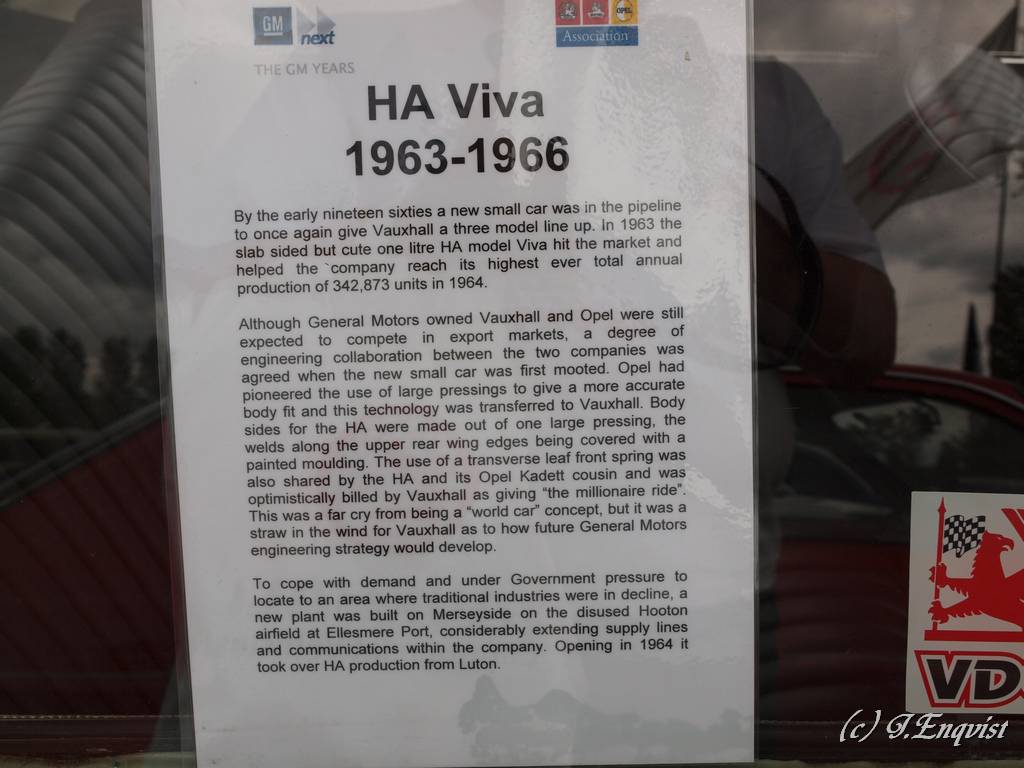 GM
next
OPEL
Association
THE GM YEARS
HA Viva
1963-1966
By the early nineteen sixties a new small car was in the pipeline
to once again give Vauxhall a three model line up. In 1963 the
slab sided but cute one litre HA model Viva hit the market and
helped the `company reach its highest ever total annual
production of 342,873 units in 1964.
Although General Motors owned Vauxhall and Opel were still
expected to compete in export markets, a degree of
engineering collaboration between the two companies was
agreed when the new small car was first mooted. Opel had
pioneered the use of large pressings to give a more accurate
body fit and this technology was transferred to Vauxhall. Body
sides for the HA were made out of one large pressing, the
welds along the upper rear wing edges being covered with a
painted moulding. The use of a transverse leaf front spring was
also shared by the HA and its Opel Kadett cousin and was
optimistically billed by Vauxhall as giving “the millionaire ride”.
This was a far cry from being a “world car” concept, but it was a
straw in the wind for Vauxhall as to how future General Motors
engineering strategy would develop.
To cope with demand and under Government pressure to
locate to an area where traditional industries were in decline, a
new plant was built on Merseyside on the disused Hooton
airfield at Ellesmere Port, considerably extending supply lines
and communications within the company. Opening in 1964 it
took over HA production from Luton.
VD
(c) T.Enqvist